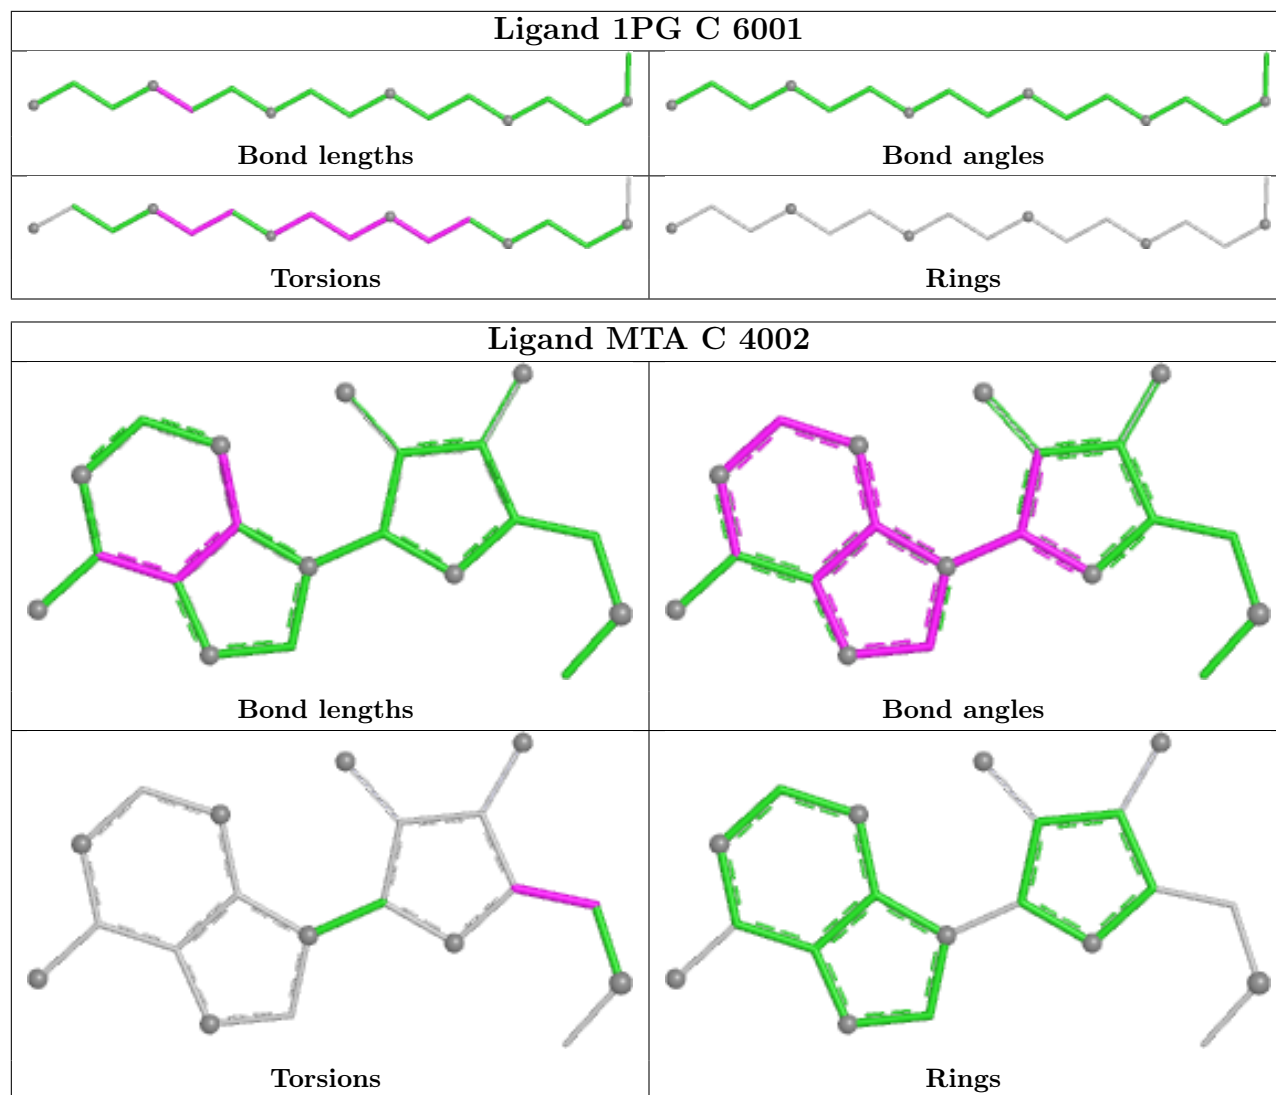 Ligand 1PG C 6001
Bond lengths
Bond angles
Torsions
Rings
Ligand MTA C 4002
Bond lengths
Bond angles
Torsions
Rings